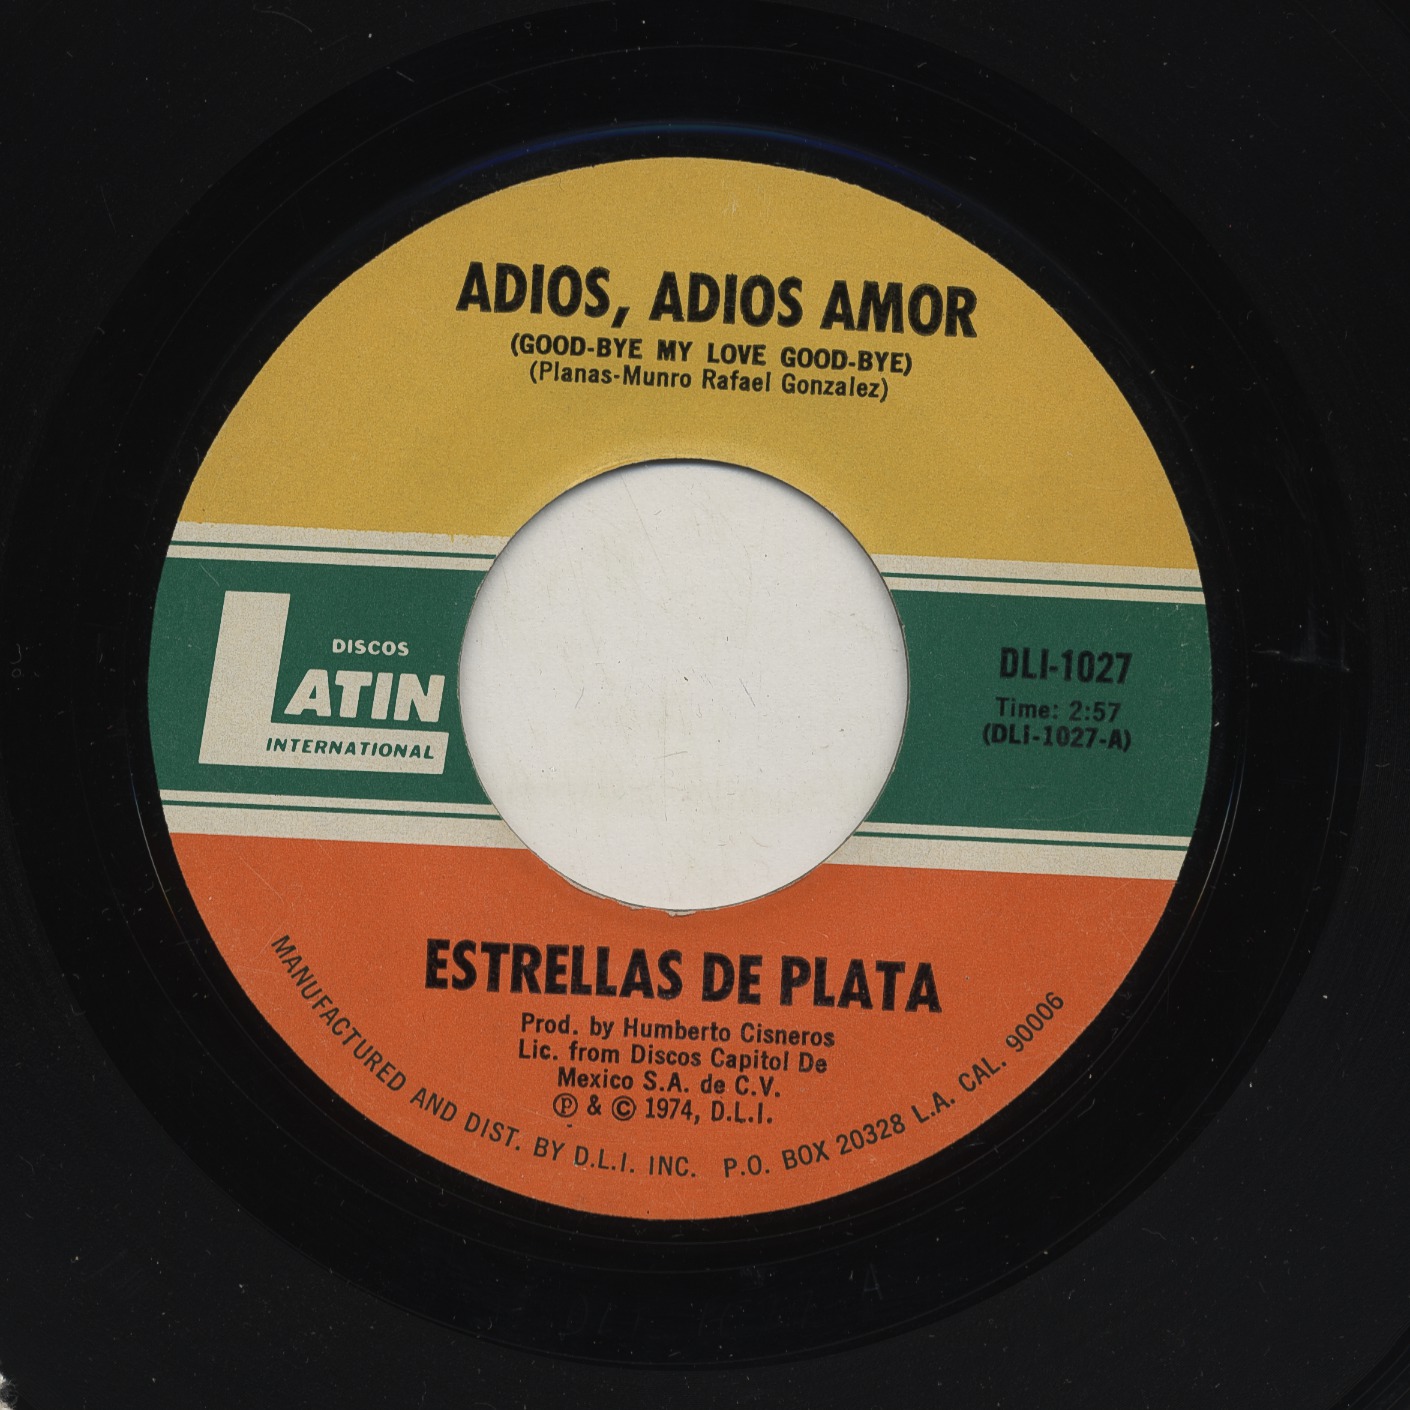 ADIOS, ADIOS AMOR
(GOOD-BYE MY LOVE GOOD-BYE)
(Planas-Munro Rafael Gonzalez)
DISCOS
LATIN
INTERNATIONAL
DLI-1027
Time: 2:57
(DLI-1027-A)
ESTRELLAS DE PLATA
Prod. by Humberto Cisneros
Lic. from Discos Capitol De
Mexico S.A. de C.V.
Ⓟ & © 1974, D.L.I.
MANUFACTURED AND DIST. BY D.L.I. INC. P.O. BOX 20328 L.A. CAL. 90006